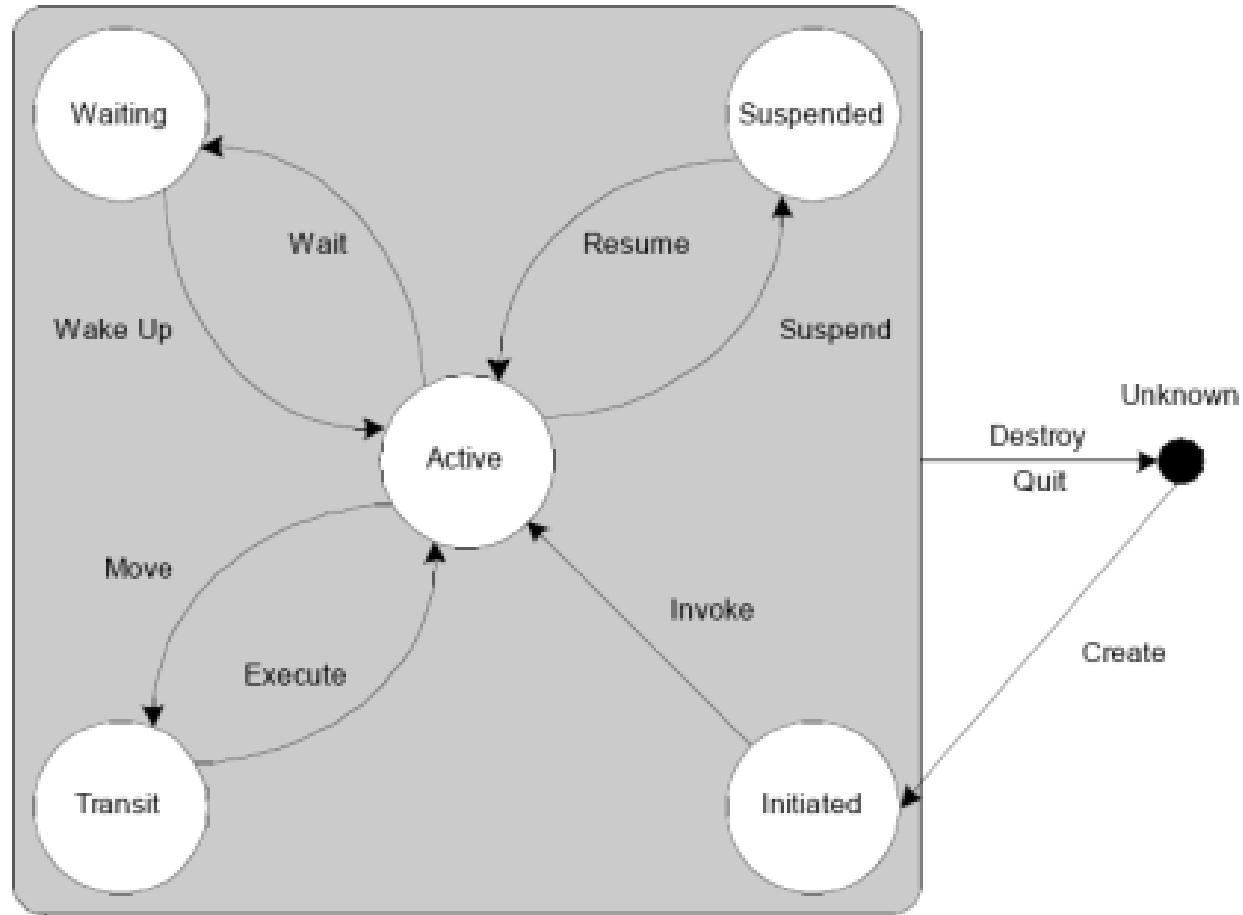 Waiting
Suspended
Wait
Resume
Wake Up
Suspend
Unknown
Destroy
Active
Quit
Move
Invoke
Create
Execute
Transit
Initiated